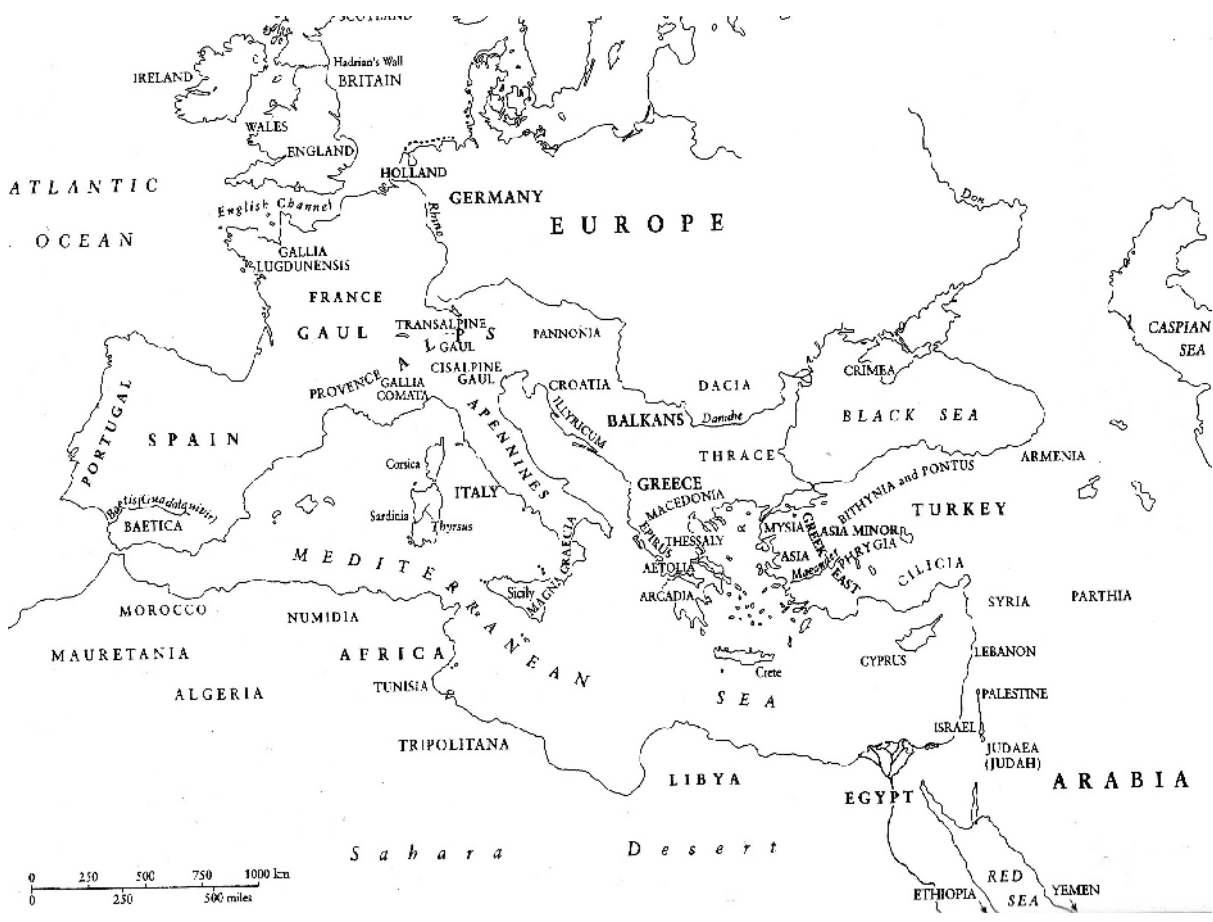 SCOTLAND
Hadrian's Wall
IRELAND
BRITAIN
WALES
ENGLAND
HOLLAND
ATLANTIC
OCEAN
English Channel
GERMANY
Rhine
EUROPE
Don
GALLIA
LUGDUNENSIS
FRANCE
GAUL
TRANSALPINE
GAUL
ALPS
PANNONIA
CASPIAN
SEA
CISALPINE
GAUL
PROVENCE
GALLIA
COMATA
CROATIA
DACIA
CRIMEA
ILLYRICUM
BALKANS
Danube
BLACK SEA
PORTUGAL
SPAIN
APENNINES
THRACE
ARMENIA
Corsica
ITALY
GREECE
MACEDONIA
BITHYNIA and PONTUS
TURKEY
Baetis (Guadalquivir)
BAETICA
Sardinia
Thyrsus
EPIRUS
THESSALY
MYSIA
GREEK
EAST
ASIA MINOR
PHRYGIA
ASIA
Maeander
AETOLIA
ARCADIA
CILICIA
MEDITERRANEAN
SEA
Sicily
MAGNA GRAECIA
MOROCCO
NUMIDIA
SYRIA
PARTHIA
MAURETANIA
AFRICA
CYPRUS
LEBANON
Crete
ALGERIA
TUNISIA
PALESTINE
ISRAEL
TRIPOLITANA
JUDAEA
(JUDAH)
LIBYA
EGYPT
ARABIA
Sahara Desert
0 250 500 750 1000 km
0 250 500 miles
ETHIOPIA
RED
SEA
YEMEN